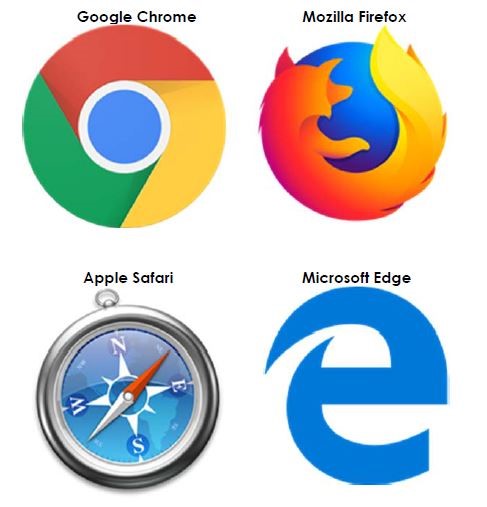 Google Chrome
Mozilla Firefox
Apple Safari
Microsoft Edge
N
E
W
S